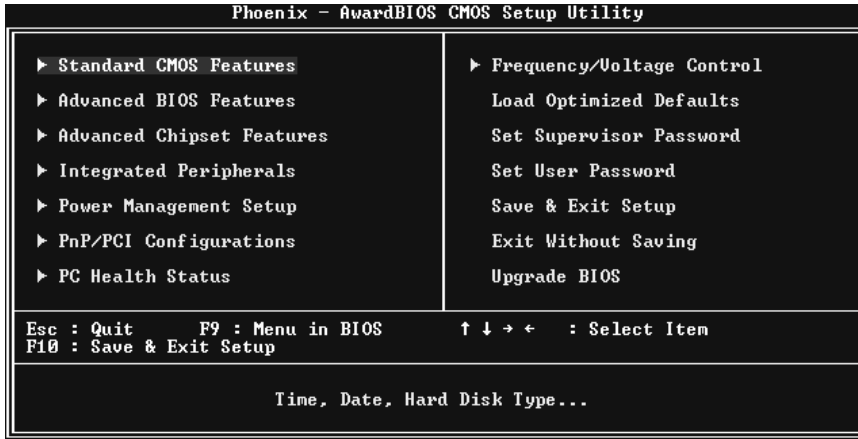 Phoenix - AwardBIOS CMOS Setup Utility
▶ Standard CMOS Features
▶ Advanced BIOS Features
▶ Advanced Chipset Features
▶ Integrated Peripherals
▶ Power Management Setup
▶ PnP/PCI Configurations
▶ PC Health Status
▶ Frequency/Voltage Control
Load Optimized Defaults
Set Supervisor Password
Set User Password
Save & Exit Setup
Exit Without Saving
Upgrade BIOS
Esc : Quit F9 : Menu in BIOS ↑ ↓ → ← : Select Item
F10 : Save & Exit Setup
Time, Date, Hard Disk Type...